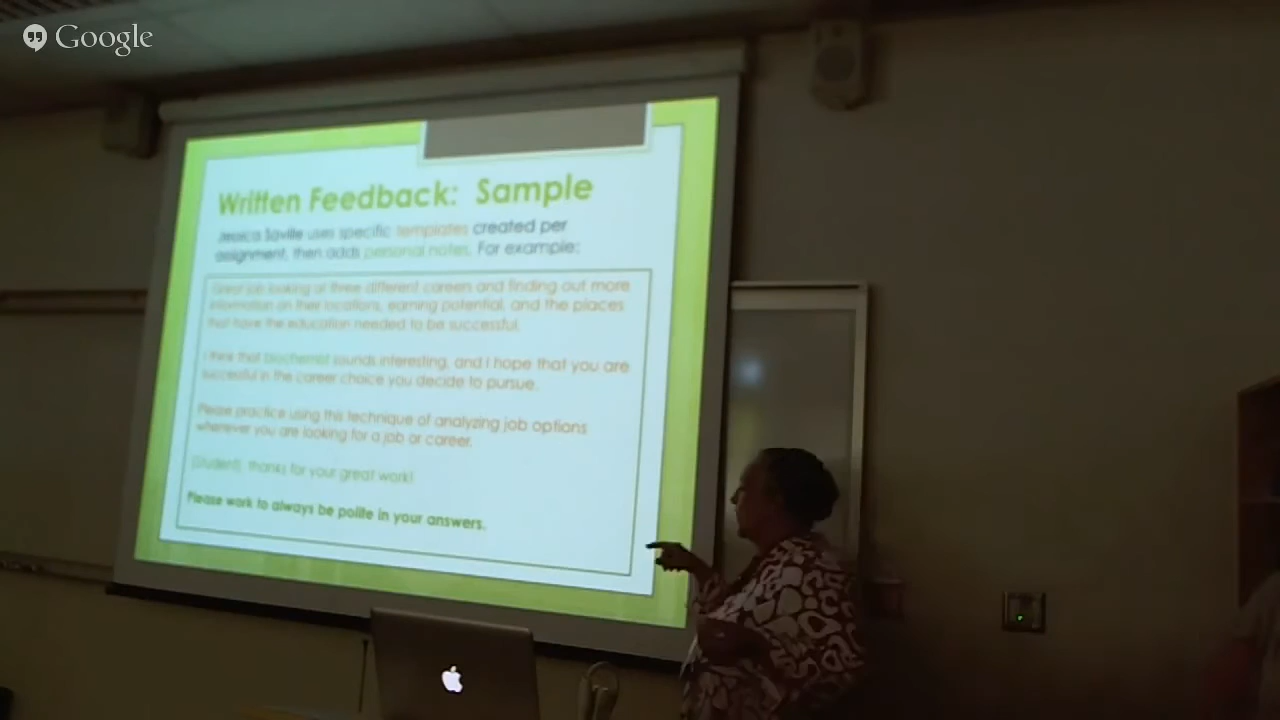 Google
Written Feedback: Sample
Jessica Saville uses specific templates created per
assignment, then adds personal notes. For example:
Great job looking at three different careers and finding out more
information on their locations, earning potential, and the places
that have the education needed to be successful.
I think that biochemist sounds interesting, and I hope that you are
successful in the career choice you decide to pursue.
Please practice using this technique of analyzing job options
whenever you are looking for a job or career.
(Student), thanks for your great work!
Please work to always be polite in your answers.